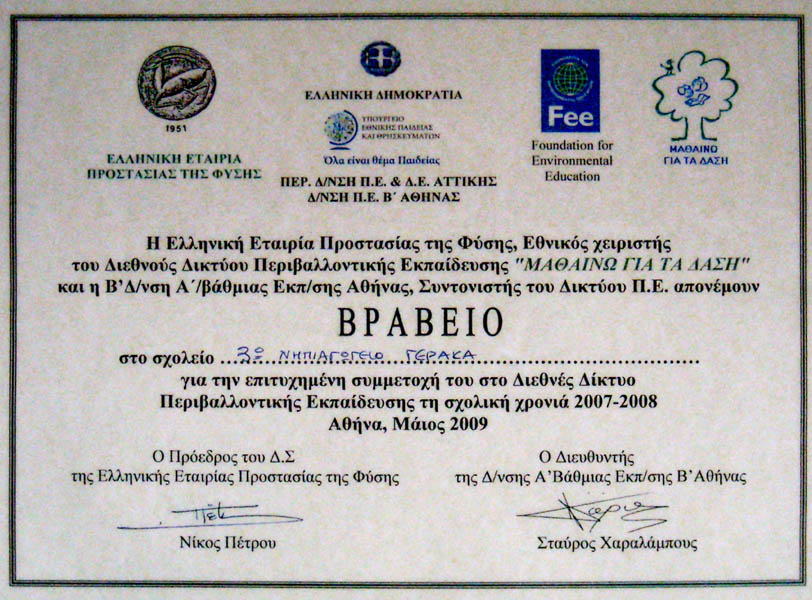 1951
ΕΛΛΗΝΙΚΗ ΕΤΑΙΡΙΑ
ΠΡΟΣΤΑΣΙΑΣ ΤΗΣ ΦΥΣΗΣ
ΕΛΛΗΝΙΚΗ ΔΗΜΟΚΡΑΤΙΑ
ΥΠΟΥΡΓΕΙΟ
ΕΘΝΙΚΗΣ ΠΑΙΔΕΙΑΣ
ΚΑΙ ΘΡΗΣΚΕΥΜΑΤΩΝ
Όλα είναι θέμα Παιδείας
ΠΕΡ. Δ/ΝΣΗ Π.Ε. & Δ.Ε. ΑΤΤΙΚΗΣ
Δ/ΝΣΗ Π.Ε. Β΄ ΑΘΗΝΑΣ
Fee
Foundation for
Environmental
Education
ΜΑΘΑΙΝΩ
ΓΙΑ ΤΑ ΔΑΣΗ
Η Ελληνική Εταιρία Προστασίας της Φύσης, Εθνικός χειριστής
του Διεθνούς Δικτύου Περιβαλλοντικής Εκπαίδευσης "ΜΑΘΑΙΝΩ ΓΙΑ ΤΑ ΔΑΣΗ"
και η Β'Δ/νση Α΄/βάθμιας Εκπ/σης Αθήνας, Συντονιστής του Δικτύου Π.Ε. απονέμουν
ΒΡΑΒΕΙΟ
στο σχολείο ...3ο ΝΗΠΙΑΓΩΓΕΙΟ ΓΕΡΑΚΑ...
για την επιτυχημένη συμμετοχή του στο Διεθνές Δίκτυο
Περιβαλλοντικής Εκπαίδευσης τη σχολική χρονιά 2007-2008
Αθήνα, Μάιος 2009
Ο Πρόεδρος του Δ.Σ
της Ελληνικής Εταιρίας Προστασίας της Φύσης
Νίκος Πέτρου
Ο Διευθυντής
της Δ/νσης Α'Βάθμιας Εκπ/σης Β'Αθήνας
Σταύρος Χαραλάμπους